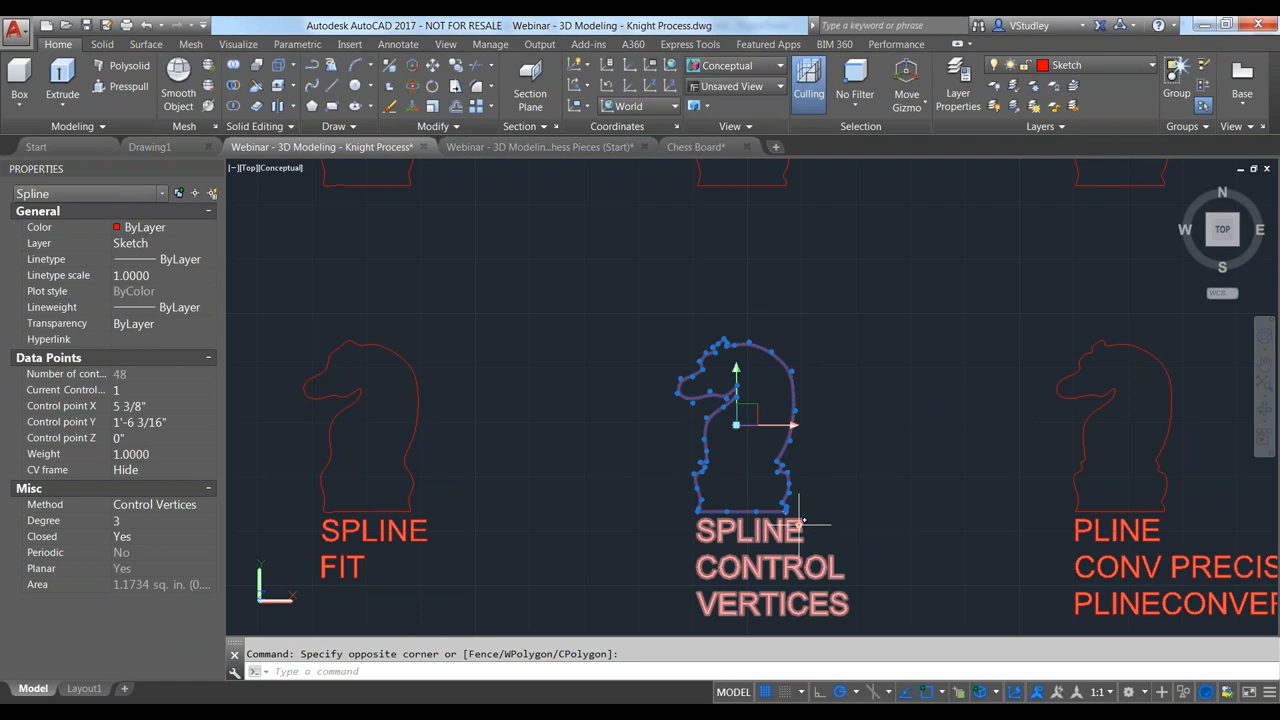 Autodesk AutoCAD 2017 - NOT FOR RESALE Webinar - 3D Modeling - Knight Process.dwg
Type a keyword or phrase
VStudley
Home Solid Surface Mesh Visualize Parametric Insert Annotate View Manage Output Add-ins A360 Express Tools Featured Apps BIM 360 Performance
Polysolid
Presspull
Box
Extrude
Smooth
Object
Section
Plane
World
Conceptual
Unsaved View
Culling
No Filter
Move
Gizmo
Layer
Properties
Sketch
Group
Base
Modeling
Mesh
Solid Editing
Draw
Modify
Section
Coordinates
View
Selection
Layers
Groups
View
Start
Drawing1
Webinar - 3D Modeling - Knight Process*
Webinar - 3D Modelin...hess Pieces (Start)*
Chess Board*
[−][Top][Conceptual]
PROPERTIES
Spline
General
Color ByLayer
Layer Sketch
Linetype ByLayer
Linetype scale 1.0000
Plot style ByColor
Lineweight ByLayer
Transparency ByLayer
Hyperlink
Data Points
Number of cont... 48
Current Control... 1
Control point X 5 3/8"
Control point Y 1'-6 3/16"
Control point Z 0"
Weight 1.0000
CV frame Hide
Misc
Method Control Vertices
Degree 3
Closed Yes
Periodic No
Planar Yes
Area 1.1734 sq. in. (0....
N
W
TOP
E
S
WCS
SPLINE
FIT
SPLINE
CONTROL
VERTICES
PLINE
CONV PRECIS
PLINECONVER
Y
X
Command: Specify opposite corner or [Fence/WPolygon/CPolygon]:
Type a command
Model
Layout1
MODEL
1:1